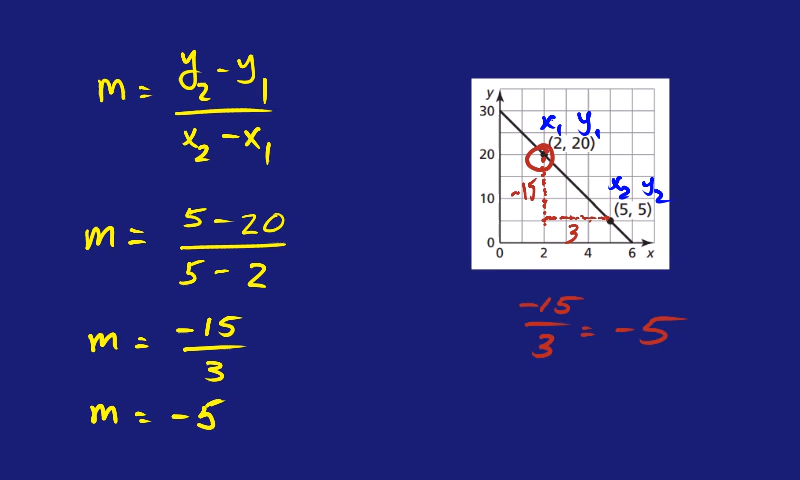 m = y₂ - y₁ / x₂ - x₁
m = 5 - 20 / 5 - 2
m = -15 / 3
m = -5
y
30
20
10
0
0 2 4 6 x
x₁ y₁
(2, 20)
x₂ y₂
(5, 5)
-15
3
-15 / 3 = -5